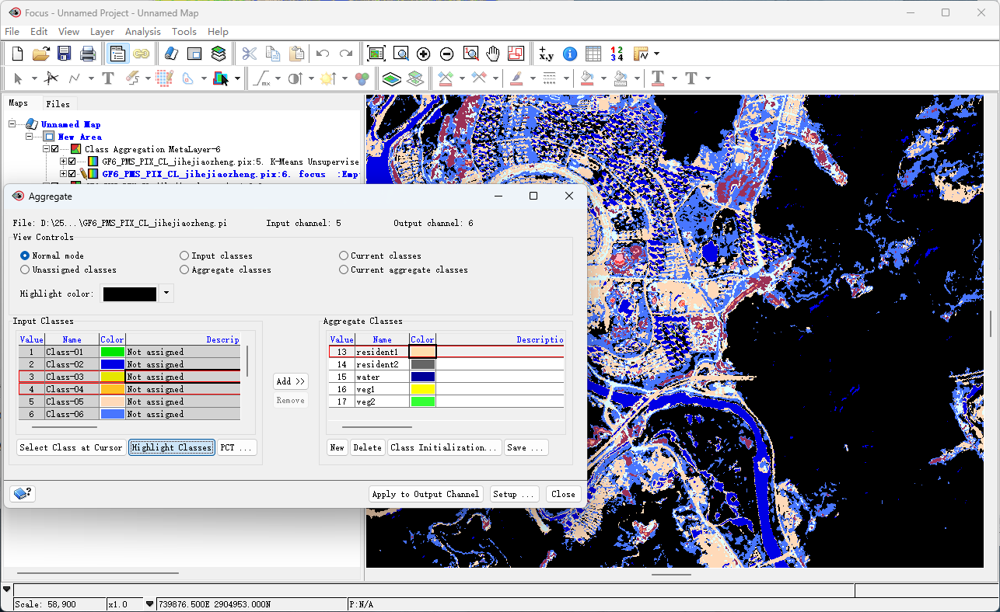 Focus - Unnamed Project - Unnamed Map
File Edit View Layer Analysis Tools Help
Maps Files
Unnamed Map
New Area
Class Aggregation MetaLayer-6
GF6_PMS_PIX_CL_jihejiaozheng.pix:5. K-Means Unsupervise
GF6_PMS_PIX_CL_jihejiaozheng.pix:6. focus :Emp
Aggregate
File: D:\25...\GF6_PMS_PIX_CL_jihejiaozheng.pi Input channel: 5 Output channel: 6
View Controls
Normal mode Input classes Current classes
Unassigned classes Aggregate classes Current aggregate classes
Highlight color:
Input Classes
Value Name Color Descrip
1 Class-01 Not assigned
2 Class-02 Not assigned
3 Class-03 Not assigned
4 Class-04 Not assigned
5 Class-05 Not assigned
6 Class-06 Not assigned
Select Class at Cursor Highlight Classes PCT ...
Add >>
Remove
Aggregate Classes
Value Name Color Descriptio
13 resident1
14 resident2
15 water
16 veg1
17 veg2
New Delete Class Initialization... Save ...
Apply to Output Channel Setup ... Close
Scale: 58,900 x1.0 739876.500E 2904953.000N P:N/A